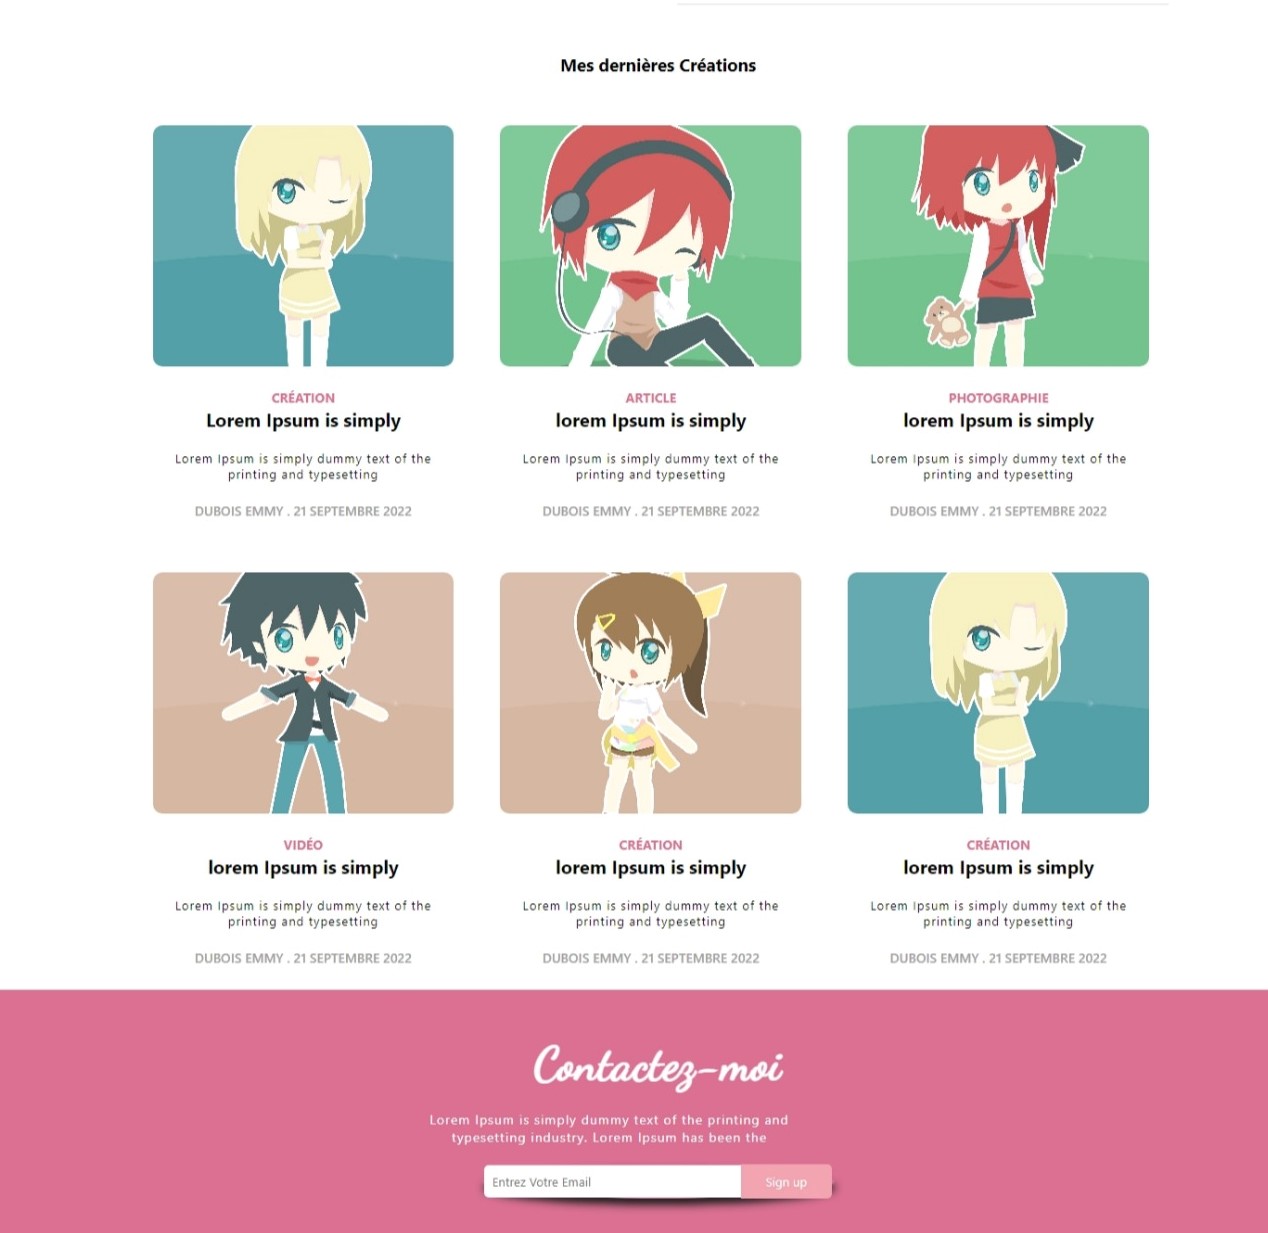 Mes dernières Créations
CRÉATION
Lorem Ipsum is simply
Lorem Ipsum is simply dummy text of the
printing and typesetting
DUBOIS EMMY . 21 SEPTEMBRE 2022
ARTICLE
lorem Ipsum is simply
Lorem Ipsum is simply dummy text of the
printing and typesetting
DUBOIS EMMY . 21 SEPTEMBRE 2022
PHOTOGRAPHIE
lorem Ipsum is simply
Lorem Ipsum is simply dummy text of the
printing and typesetting
DUBOIS EMMY . 21 SEPTEMBRE 2022
VIDÉO
lorem Ipsum is simply
Lorem Ipsum is simply dummy text of the
printing and typesetting
DUBOIS EMMY . 21 SEPTEMBRE 2022
CRÉATION
lorem Ipsum is simply
Lorem Ipsum is simply dummy text of the
printing and typesetting
DUBOIS EMMY . 21 SEPTEMBRE 2022
CRÉATION
lorem Ipsum is simply
Lorem Ipsum is simply dummy text of the
printing and typesetting
DUBOIS EMMY . 21 SEPTEMBRE 2022
Contactez-moi
Lorem Ipsum is simply dummy text of the printing and
typesetting industry. Lorem Ipsum has been the
Entrez Votre Email
Sign up